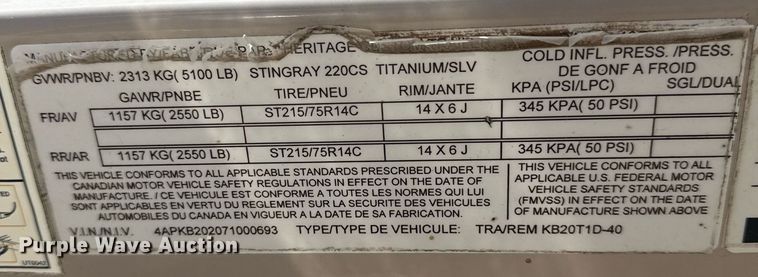 HERITAGE
GVWR/PNBV: 2313 KG( 5100 LB) STINGRAY 220CS TITANIUM/SLV
COLD INFL. PRESS. /PRESS.
DE GONF A FROID
GAWR/PNBE TIRE/PNEU RIM/JANTE KPA (PSI/LPC) SGL/DUAL
FR/AV 1157 KG( 2550 LB) ST215/75R14C 14 X 6 J 345 KPA( 50 PSI)
RR/AR 1157 KG( 2550 LB) ST215/75R14C 14 X 6 J 345 KPA( 50 PSI)
THIS VEHICLE CONFORMS TO ALL APPLICABLE STANDARDS PRESCRIBED UNDER THE
CANADIAN MOTOR VEHICLE SAFETY REGULATIONS IN EFFECT ON THE DATE OF
MANUFACTURE. / CE VEHICULE EST CONFORME A TOUTES LES NORMES QUI LUI
SONT APPLICABLES EN VERTU DU REGLEMENT SUR LA SECURITE DES VEHICULES
AUTOMOBILES DU CANADA EN VIGUEUR A LA DATE DE SA FABRICATION.
THIS VEHICLE CONFORMS TO ALL
APPLICABLE U.S. FEDERAL MOTOR
VEHICLE SAFETY STANDARDS
(FMVSS) IN EFFECT ON THE DATE
OF MANUFACTURE SHOWN ABOVE
V.I.N./N.I.V. 4APKB202071000693 TYPE/TYPE DE VEHICULE: TRA/REM KB20T1D-40
Purple Wave Auction